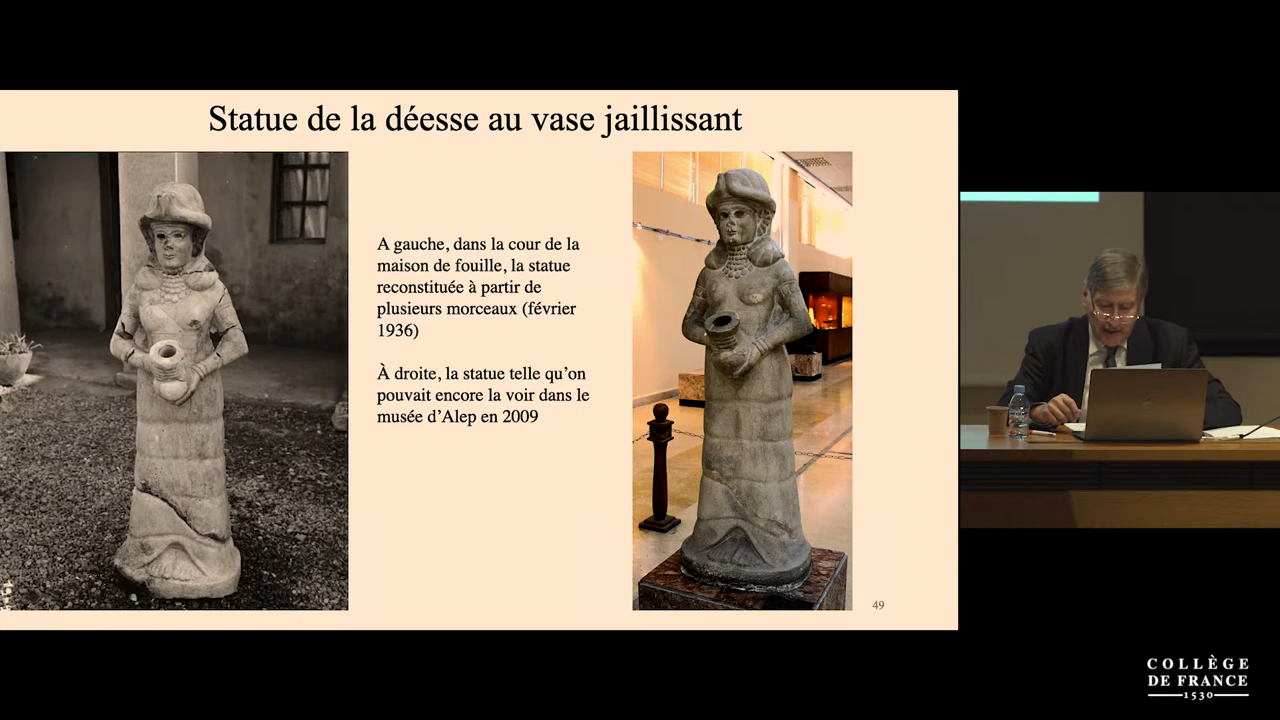 Statue de la déesse au vase jaillissant
A gauche, dans la cour de la
maison de fouille, la statue
reconstituée à partir de
plusieurs morceaux (février
1936)
À droite, la statue telle qu'on
pouvait encore la voir dans le
musée d'Alep en 2009
49
COLLÈGE
DE FRANCE
1530